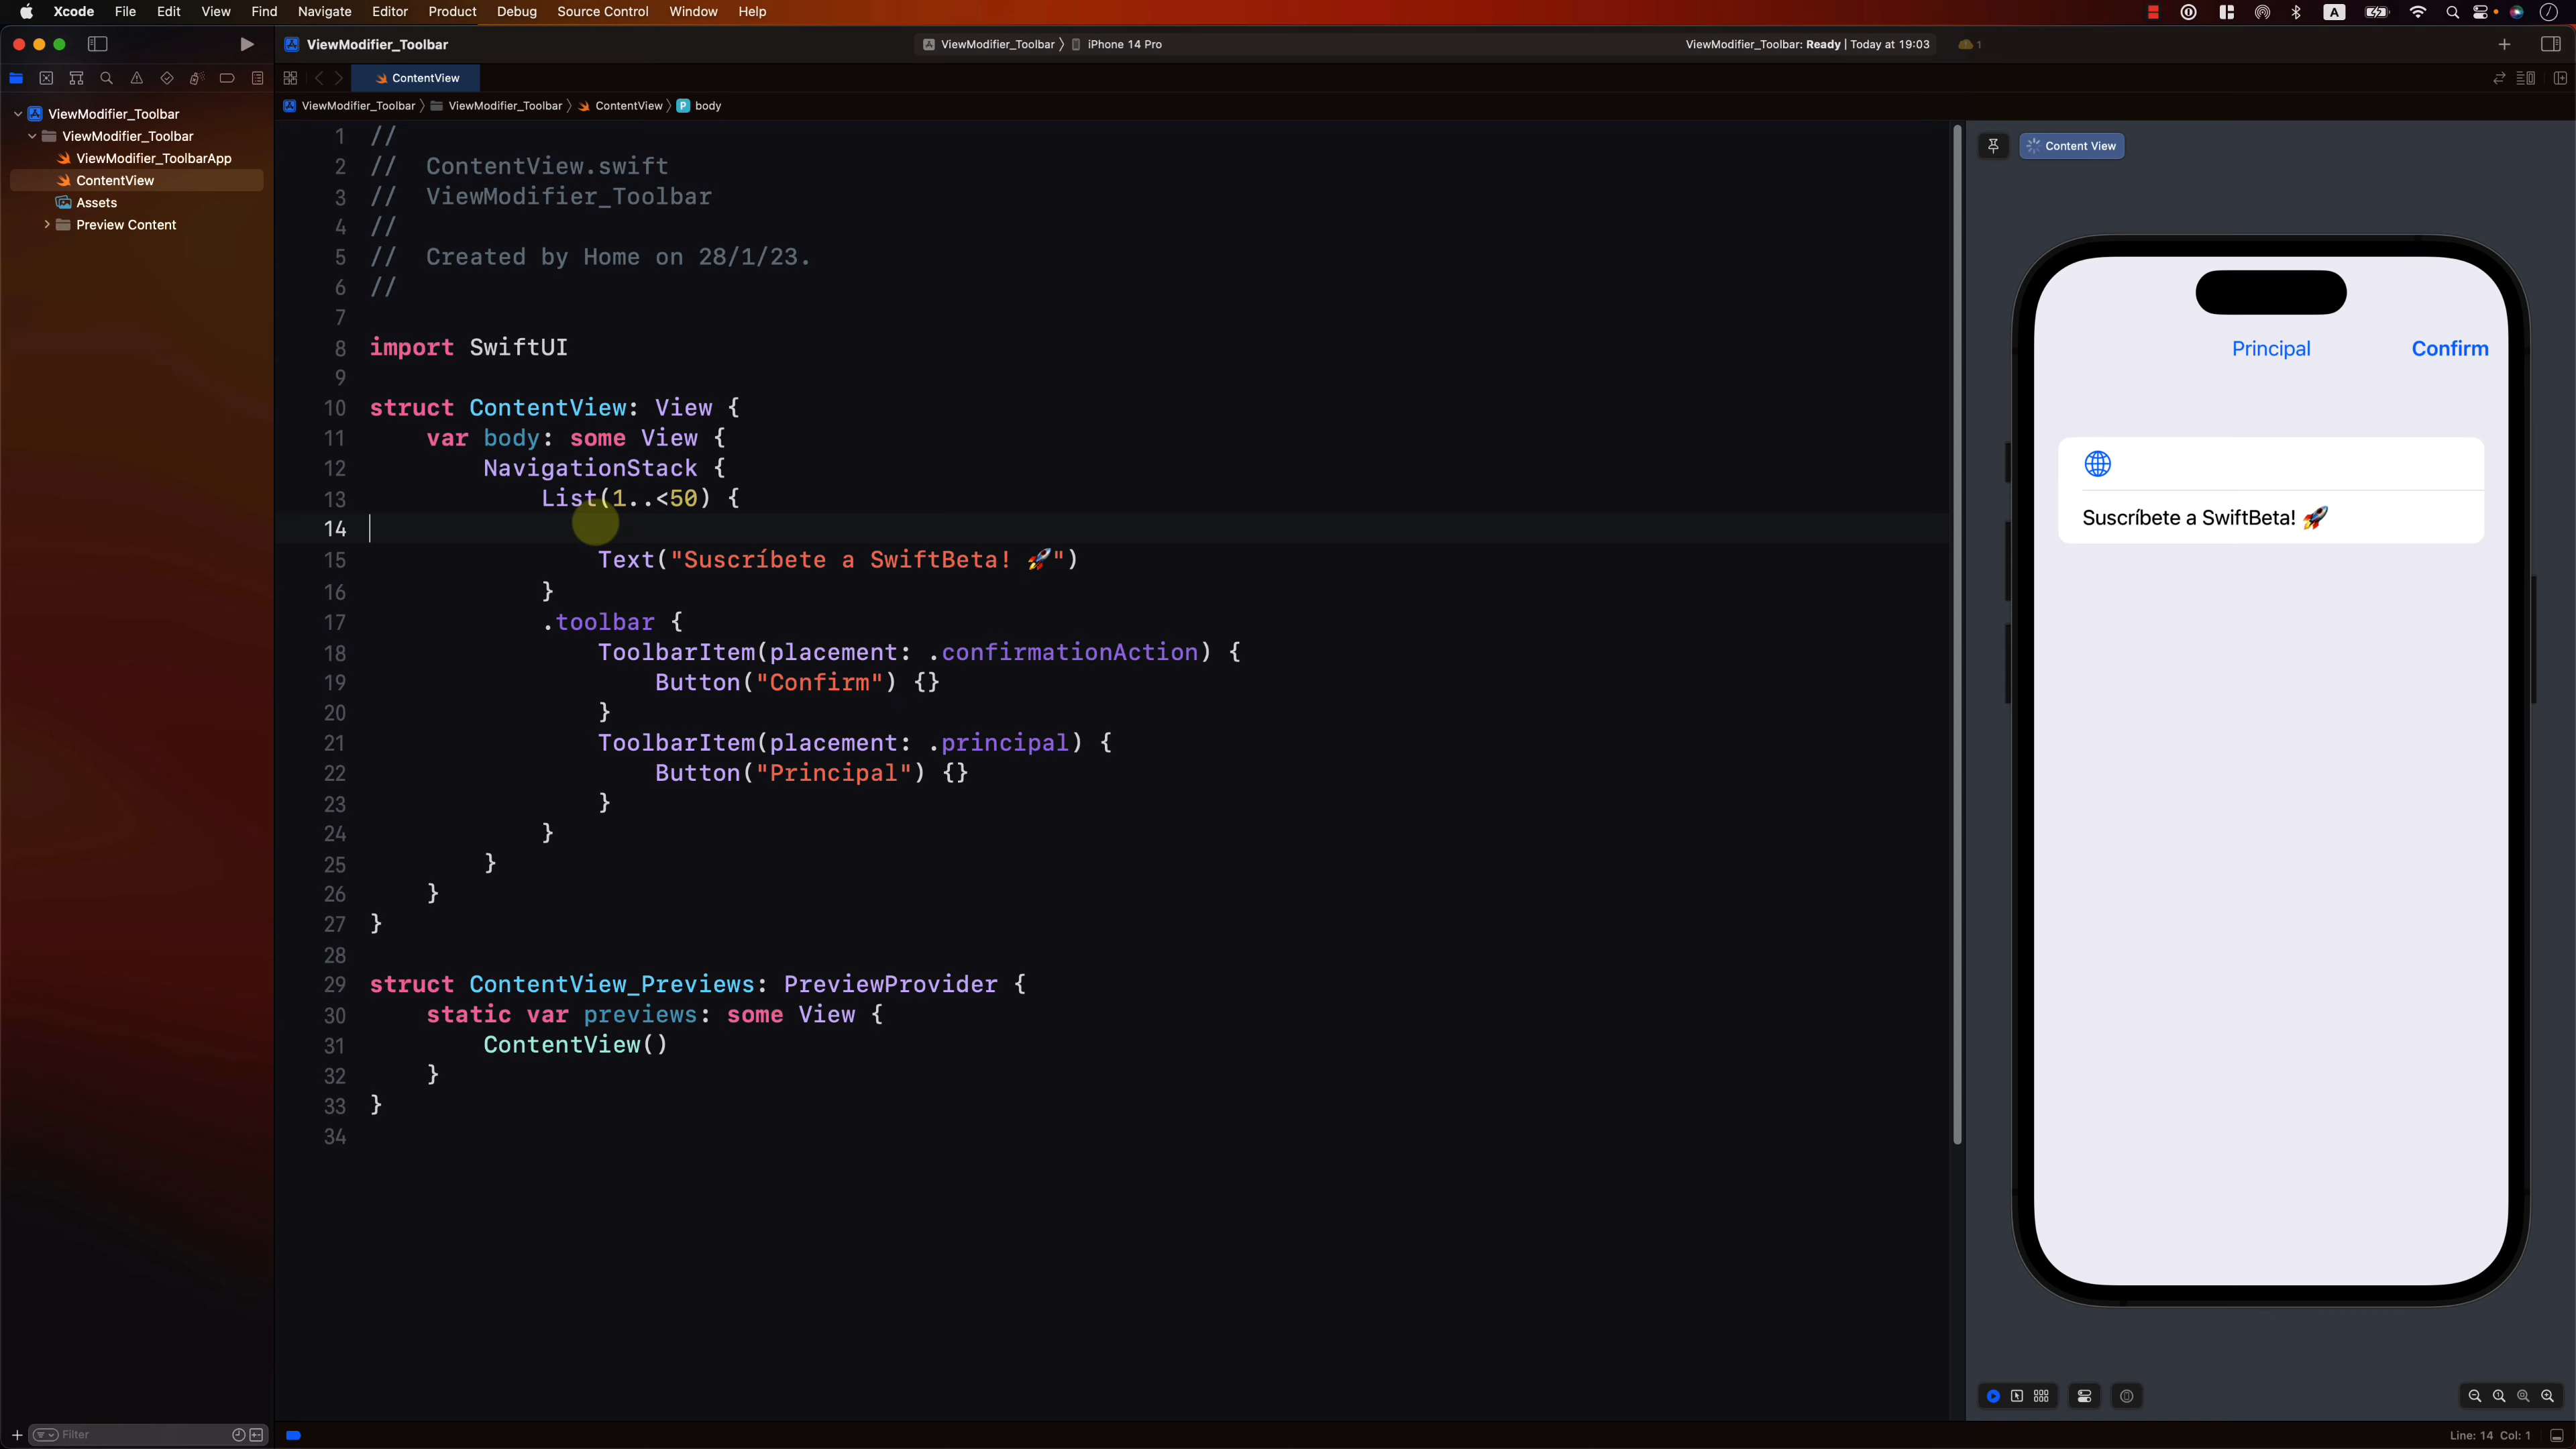 Xcode File Edit View Find Navigate Editor Product Debug Source Control Window Help
ViewModifier_Toolbar
ViewModifier_Toolbar 〉 iPhone 14 Pro
ViewModifier_Toolbar: Ready | Today at 19:03
1
ContentView
ViewModifier_Toolbar 〉 ViewModifier_Toolbar 〉 ContentView 〉 P body
ViewModifier_Toolbar
ViewModifier_Toolbar
ViewModifier_ToolbarApp
ContentView
Assets
Preview Content
1 //
2 //  ContentView.swift
3 //  ViewModifier_Toolbar
4 //
5 //  Created by Home on 28/1/23.
6 //
7
8 import SwiftUI
9
10 struct ContentView: View {
11     var body: some View {
12         NavigationStack {
13             List(1..<50) {
14
15                 Text("Suscríbete a SwiftBeta! 🚀")
16             }
17             .toolbar {
18                 ToolbarItem(placement: .confirmationAction) {
19                     Button("Confirm") {}
20                 }
21                 ToolbarItem(placement: .principal) {
22                     Button("Principal") {}
23                 }
24             }
25         }
26     }
27 }
28
29 struct ContentView_Previews: PreviewProvider {
30     static var previews: some View {
31         ContentView()
32     }
33 }
34
Content View
Principal
Confirm
Suscríbete a SwiftBeta! 🚀
Filter
Line: 14 Col: 1